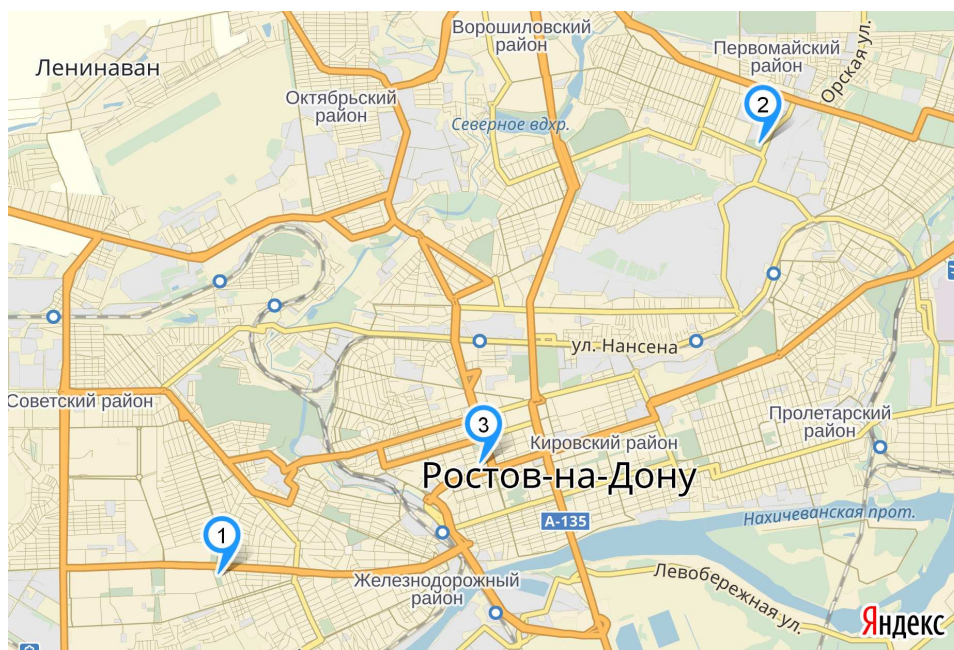 Ворошиловский
район
Первомайский
район
Орская ул.
Ленинаван
Октябрьский
район
2
Северное вдхр.
ул. Нансена
Советский район
3
Кировский район
Пролетарский
район
Ростов-на-Дону
А-135
Нахичеванская прот.
1
Железнодорожный
район
Левобережная ул.
Яндекс